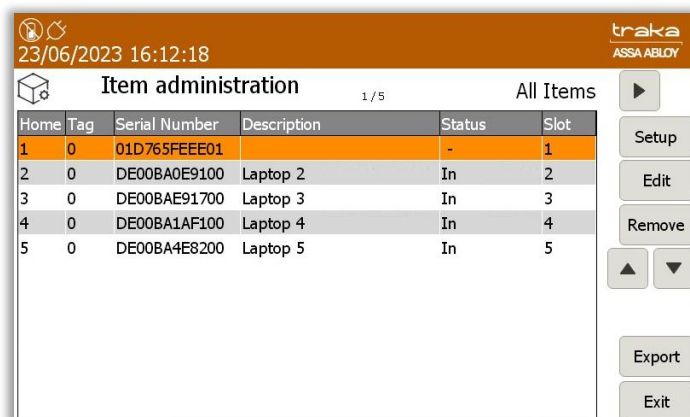 23/06/2023 16:12:18
traka
ASSA ABLOY
Item administration 1/5 All Items
Home Tag Serial Number Description Status Slot
1 0 01D765FEEE01 - 1
2 0 DE00BA0E9100 Laptop 2 In 2
3 0 DE00BAE91700 Laptop 3 In 3
4 0 DE00BA1AF100 Laptop 4 In 4
5 0 DE00BA4E8200 Laptop 5 In 5
Setup
Edit
Remove
Export
Exit